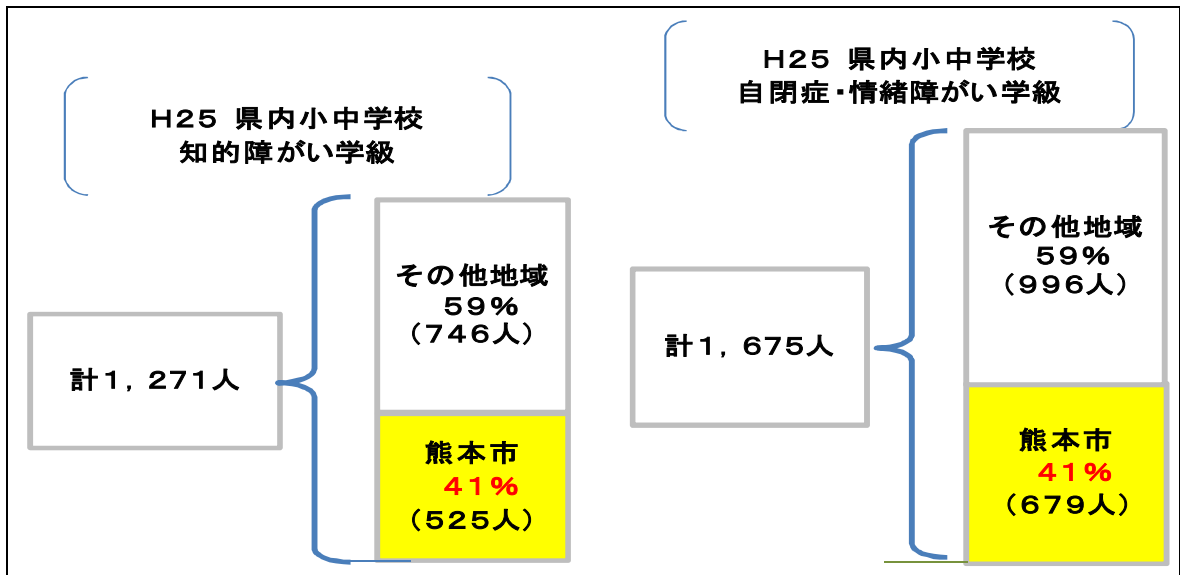 H25 県内小中学校
知的障がい学級
計1,271人
その他地域
59%
(746人)
熊本市
41%
(525人)
H25 県内小中学校
自閉症・情緒障がい学級
計1,675人
その他地域
59%
(996人)
熊本市
41%
(679人)